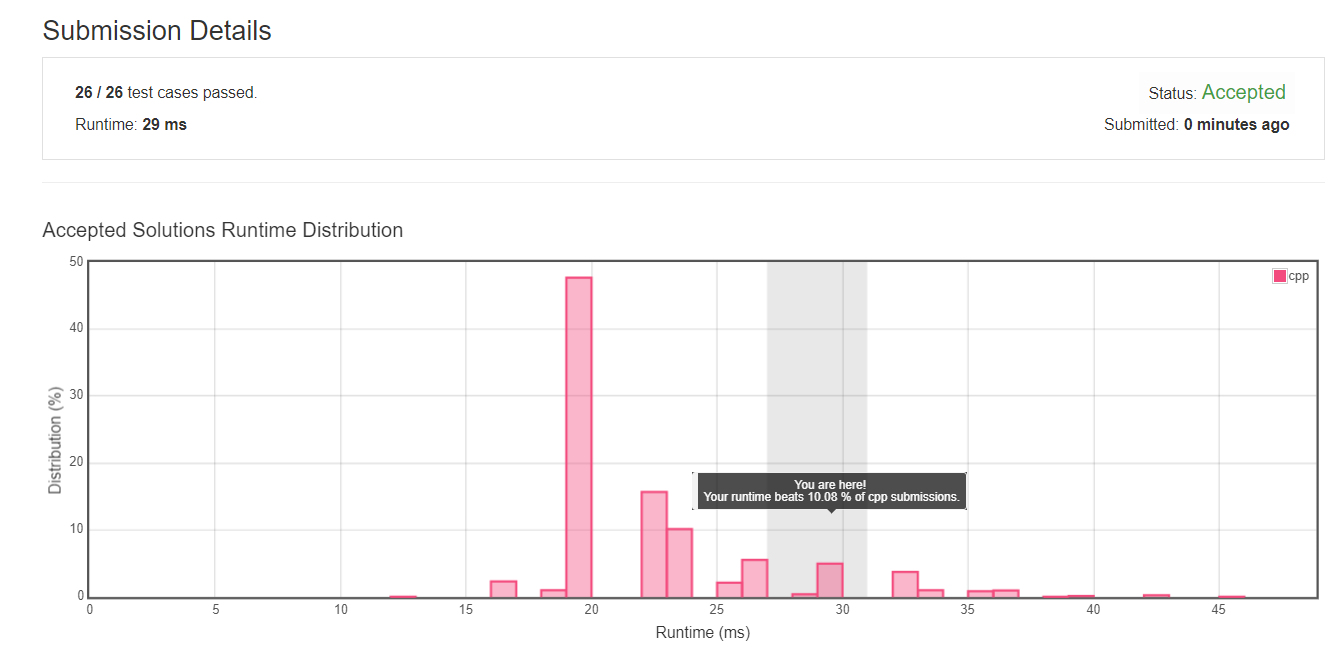 Submission Details
26 / 26 test cases passed.
Status: Accepted
Runtime: 29 ms
Submitted: 0 minutes ago
Accepted Solutions Runtime Distribution
50
cpp
40
30
20
10
0
Distribution (%)
You are here!
Your runtime beats 10.08 % of cpp submissions.
0 5 10 15 20 25 30 35 40 45
Runtime (ms)